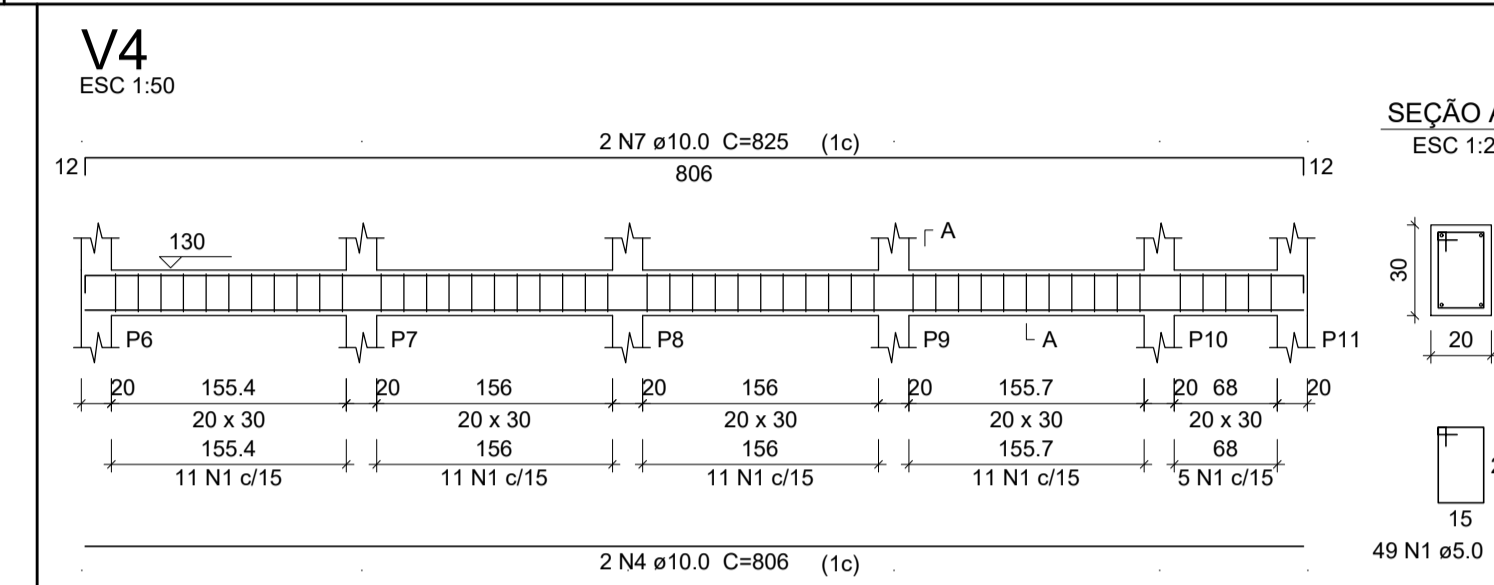 V4
ESC 1:50
SEÇÃO
ESC
2 N7 ø10.0 C=825 (1c)
12 806 12
130
A
30
P6 P7 P8 P9 A P10 P11
20
20 155.4 20 156 20 156 20 155.7 20 68 20
20 x 30 20 x 30 20 x 30 20 x 30 20 x 30
155.4 156 156 155.7 68
11 N1 c/15 11 N1 c/15 11 N1 c/15 11 N1 c/15 5 N1 c/15
15
49 N1 ø5.0
2 N4 ø10.0 C=806 (1c)